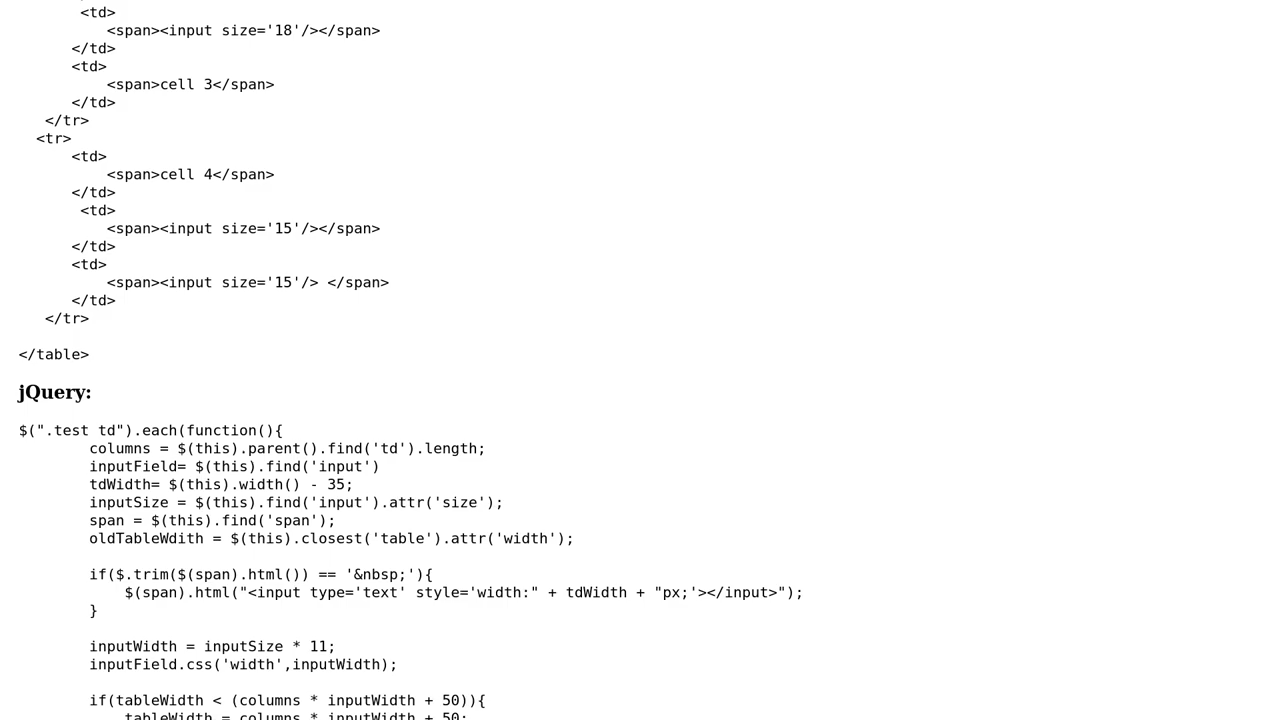 <td>
<span><input size='18'/></span>
</td>
<td>
<span>cell 3</span>
</td>
</tr>
<tr>
<td>
<span>cell 4</span>
</td>
<td>
<span><input size='15'/></span>
</td>
<td>
<span><input size='15'/> </span>
</td>
</tr>
</table>
jQuery:
$(".test td").each(function(){
columns = $(this).parent().find('td').length;
inputField= $(this).find('input')
tdWidth= $(this).width() - 35;
inputSize = $(this).find('input').attr('size');
span = $(this).find('span');
oldTableWdith = $(this).closest('table').attr('width');
if($.trim($(span).html()) == '&nbsp;'){
$(span).html("<input type='text' style='width:" + tdWidth + "px;'></input>");
}
inputWidth = inputSize * 11;
inputField.css('width',inputWidth);
if(tableWidth < (columns * inputWidth + 50)){
tableWidth = columns * inputWidth + 50;